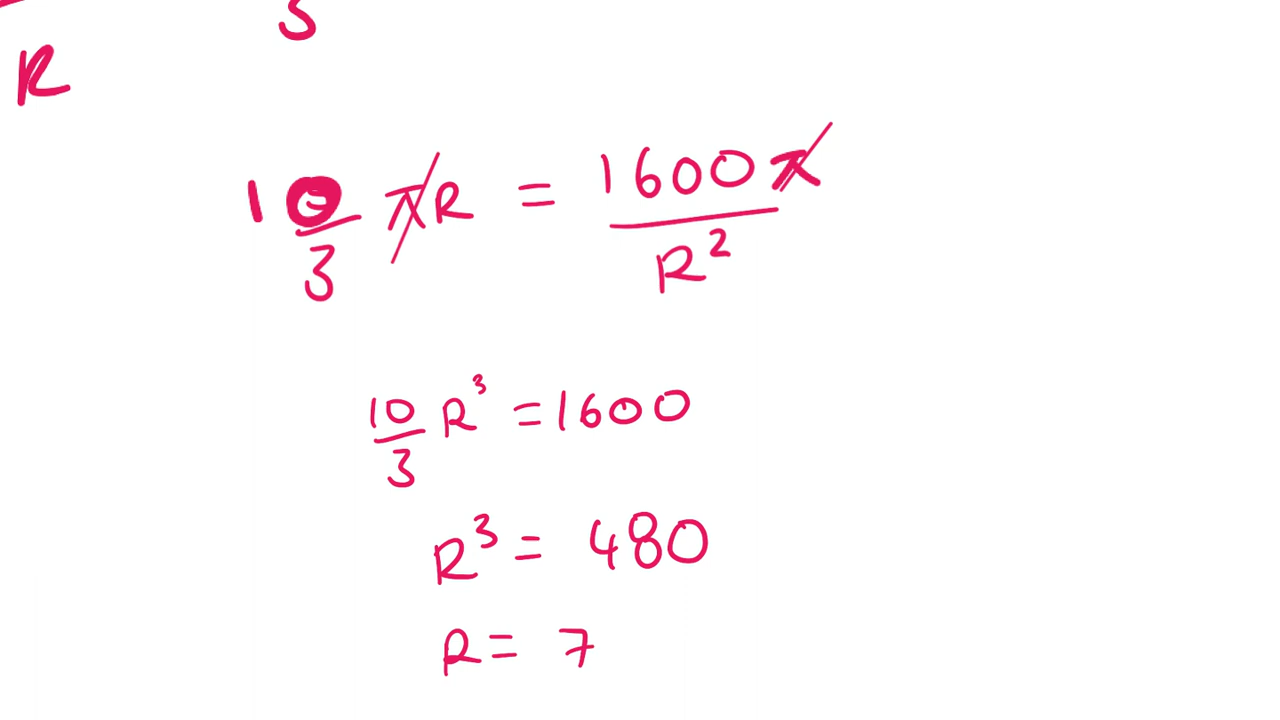 R
10/3 πR = 1600π/R²
10/3 R³ = 1600
R³ = 480
R = 7